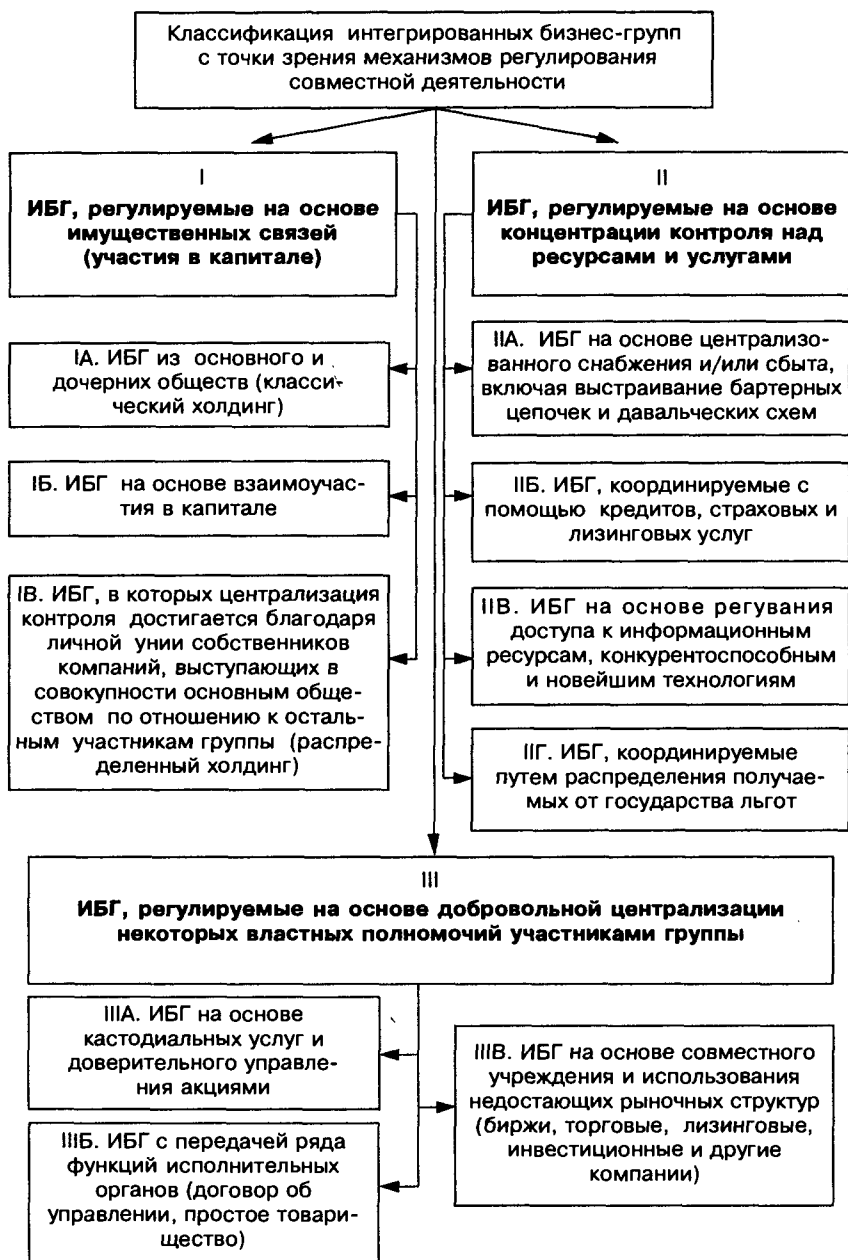 Классификация интегрированных бизнес-групп
с точки зрения механизмов регулирования
совместной деятельности
I
ИБГ, регулируемые на основе
имущественных связей
(участия в капитале)
II
ИБГ, регулируемые на основе
концентрации контроля над
ресурсами и услугами
IА. ИБГ из основного и
дочерних обществ (класси-
ческий холдинг)
IБ. ИБГ на основе взаимоучас-
тия в капитале
IВ. ИБГ, в которых централизация
контроля достигается благодаря
личной унии собственников
компаний, выступающих в
совокупности основным обще-
ством по отношению к осталь-
ным участникам группы (распре-
деленный холдинг)
IIА. ИБГ на основе централизо-
ванного снабжения и/или сбыта,
включая выстраивание бартерных
цепочек и давальческих схем
IIБ. ИБГ, координируемые с
помощью кредитов, страховых и
лизинговых услуг
IIВ. ИБГ на основе регувания
доступа к информационным
ресурсам, конкурентоспособным
и новейшим технологиям
IIГ. ИБГ, координируемые
путем распределения получае-
мых от государства льгот
III
ИБГ, регулируемые на основе добровольной централизации
некоторых властных полномочий участниками группы
IIIА. ИБГ на основе
кастодиальных услуг и
доверительного управле-
ния акциями
IIIБ. ИБГ с передачей ряда
функций исполнительных
органов (договор об
управлении, простое товари-
щество)
IIIВ. ИБГ на основе совместного
учреждения и использования
недостающих рыночных структур
(биржи, торговые, лизинговые,
инвестиционные и другие
компании)